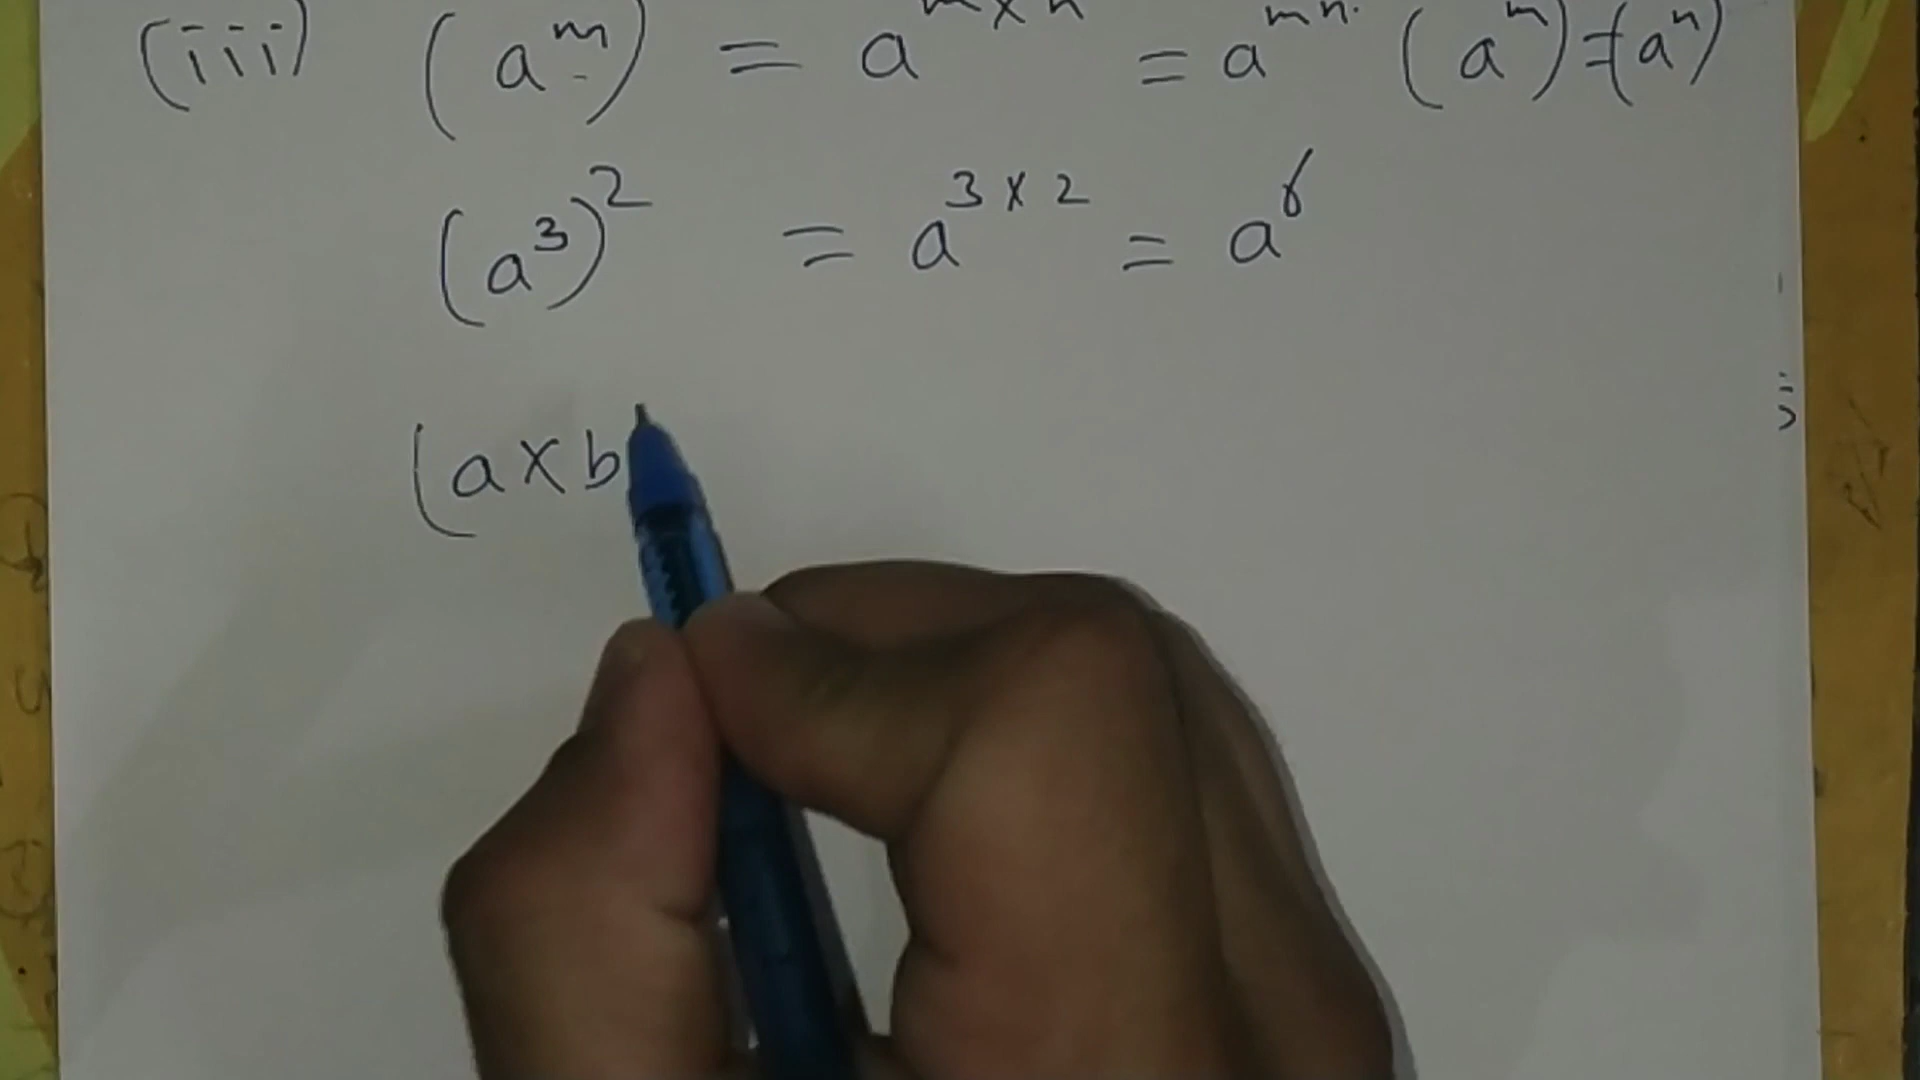 (iii) (a^m) = a^{m×n} = a^{mn}. (a^m) = (a^n)
(a^3)^2 = a^{3×2} = a^6
(a×b